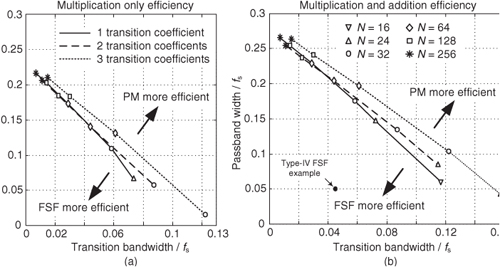 Multiplication only efficiency
0.3
0.25
0.2
0.15
0.1
0.05
0
0 0.03 0.06 0.09 0.13
1 transition coefficient
2 transition coefficents
3 transition coefficients
PM more efficient
FSF more efficient
Transition bandwidth / fs
(a)
Multiplication and addition efficiency
Passband width / fs
0.3
0.25
0.2
0.15
0.1
0.05
0
0 0.04 0.08 0.12
N = 16
N = 24
N = 32
N = 64
N = 128
N = 256
PM more efficient
Type-IV FSF
example
FSF more efficient
Transition bandwidth / fs
(b)